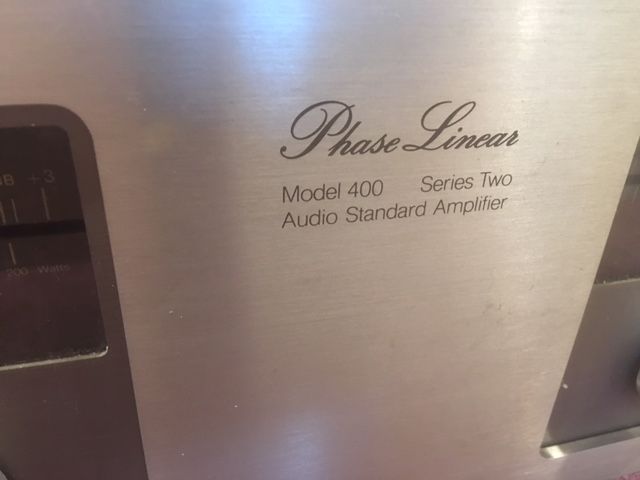 Phase Linear
Model 400 Series Two
Audio Standard Amplifier
+3
200 Watts